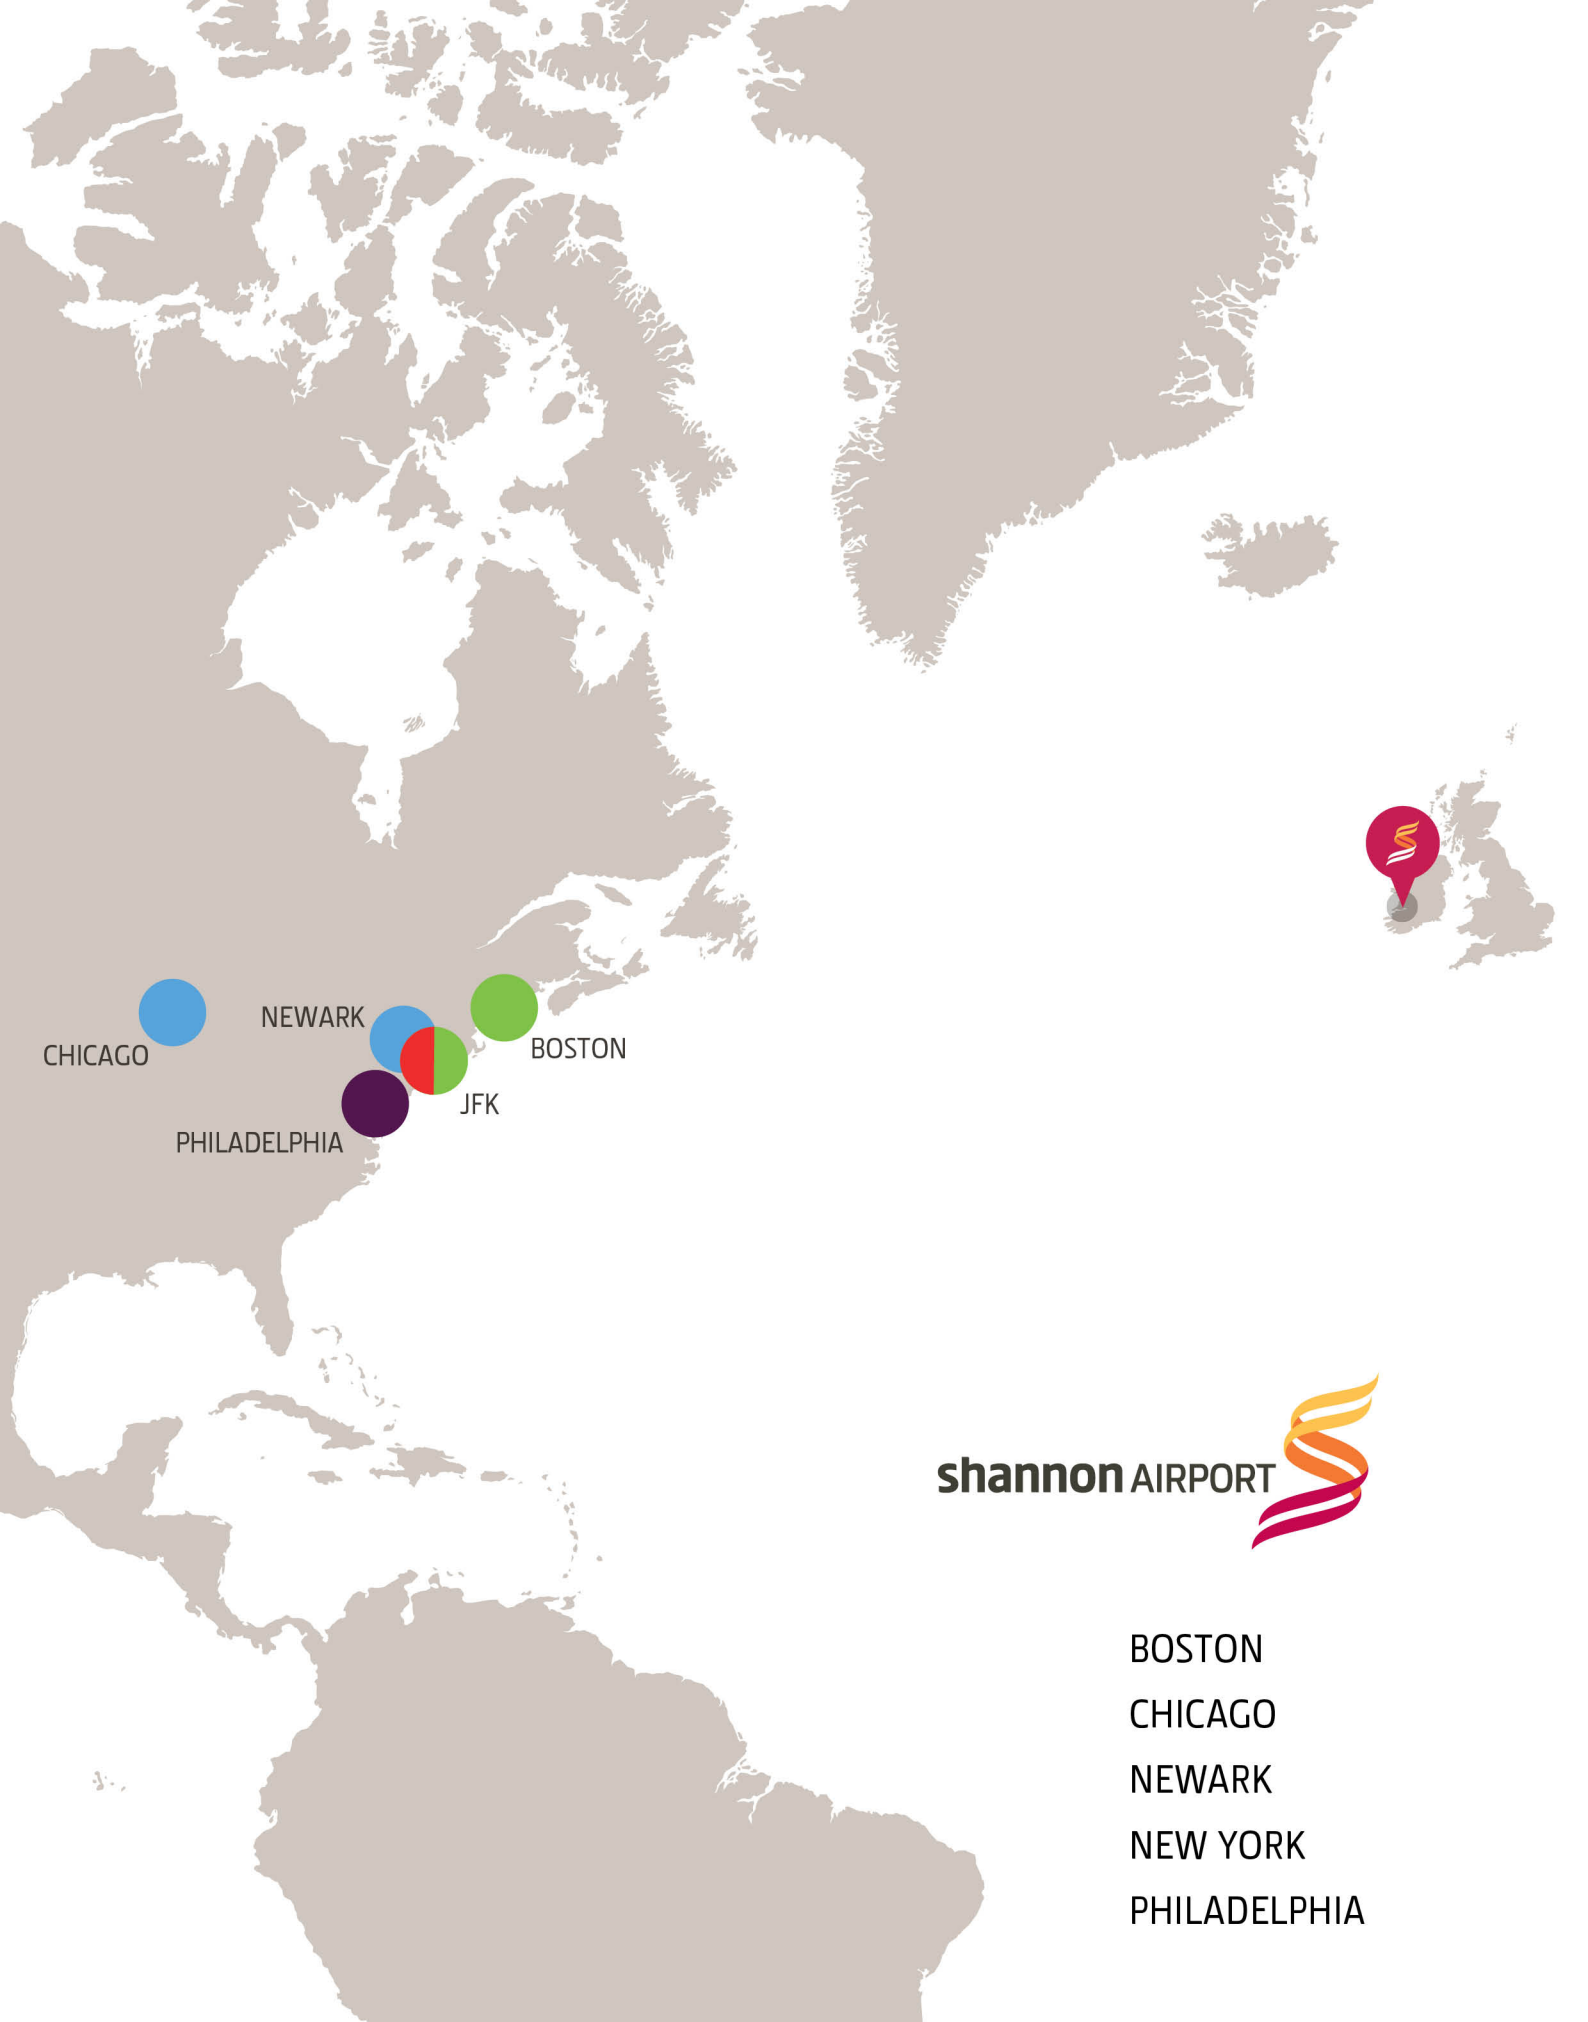 NEWARK
CHICAGO
BOSTON
JFK
PHILADELPHIA
shannon AIRPORT
BOSTON
CHICAGO
NEWARK
NEW YORK
PHILADELPHIA